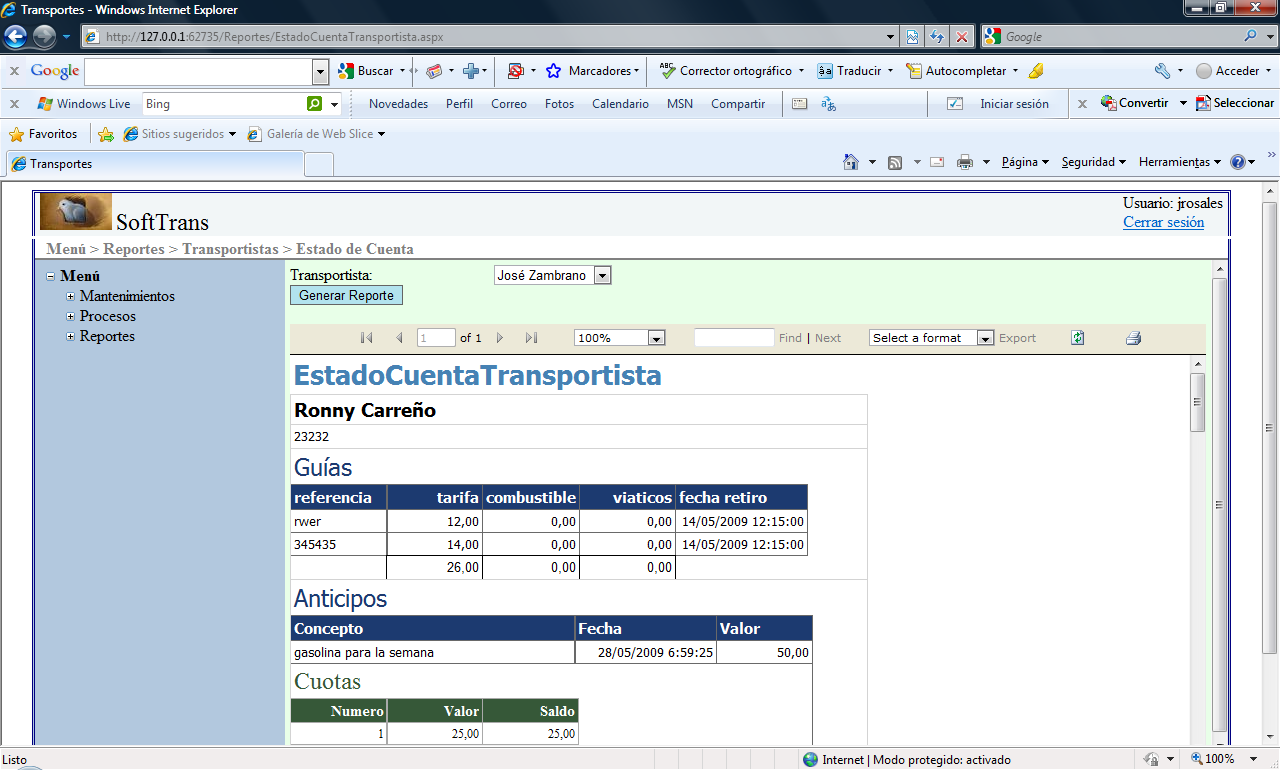 Transportes - Windows Internet Explorer
http://127.0.0.1:62735/Reportes/EstadoCuentaTransportista.aspx Google
x Google Buscar Marcadores ABC Corrector ortográfico Traducir Autocompletar Acceder
x Windows Live Bing Novedades Perfil Correo Fotos Calendario MSN Compartir Iniciar sesión x Convertir Seleccionar
Favoritos Sitios sugeridos Galería de Web Slice
Transportes Página Seguridad Herramientas »
SoftTrans
Usuario: jrosales
Cerrar sesión
Menú > Reportes > Transportistas > Estado de Cuenta
Menú
Mantenimientos
Procesos
Reportes
Transportista: José Zambrano
Generar Reporte
1 of 1 100% Find | Next Select a format Export
EstadoCuentaTransportista
Ronny Carreño
23232
Guías
referencia tarifa combustible viaticos fecha retiro
rwer 12,00 0,00 0,00 14/05/2009 12:15:00
345435 14,00 0,00 0,00 14/05/2009 12:15:00
26,00 0,00 0,00
Anticipos
Concepto Fecha Valor
gasolina para la semana 28/05/2009 6:59:25 50,00
Cuotas
Numero Valor Saldo
1 25,00 25,00
Listo Internet | Modo protegido: activado 100%